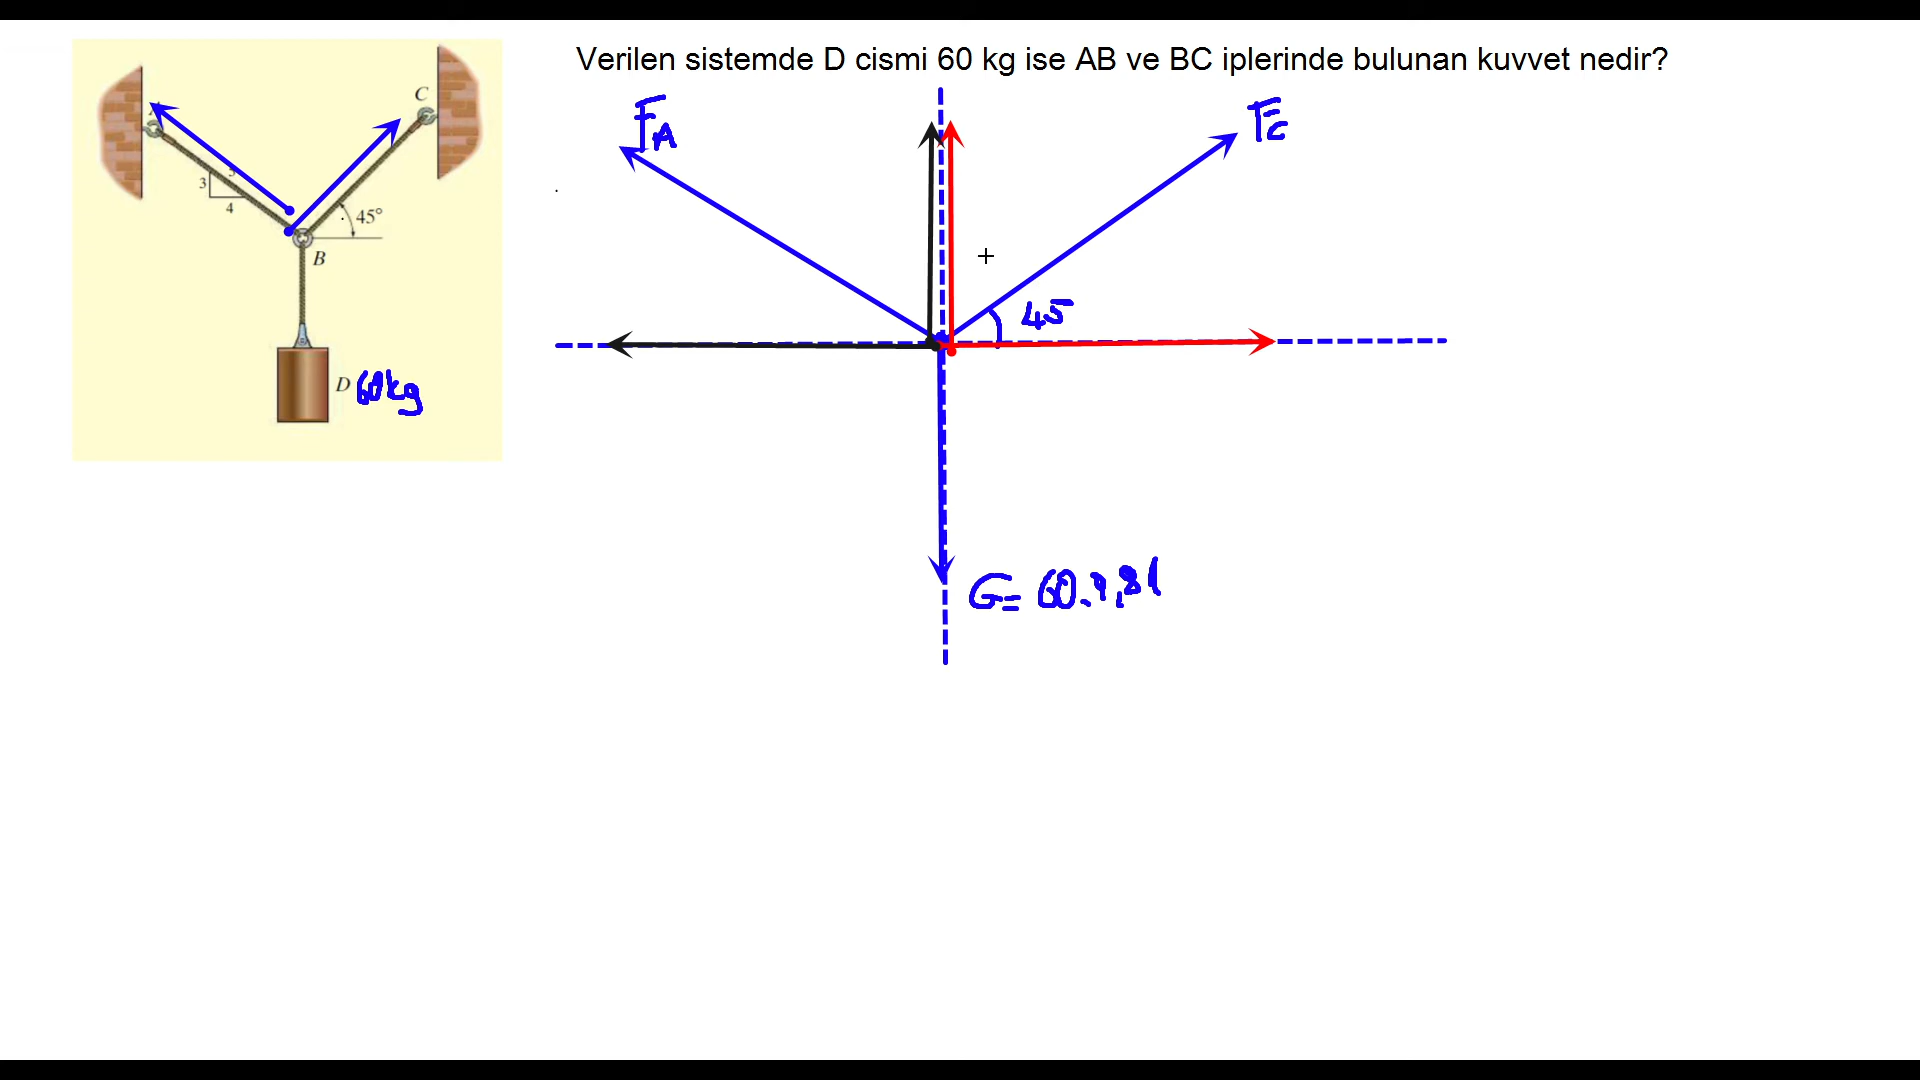 Verilen sistemde D cismi 60 kg ise AB ve BC iplerinde bulunan kuvvet nedir?
C
A
FA
FC
5
3
4
45°
45
B
D 60kg
G= 60.9,81